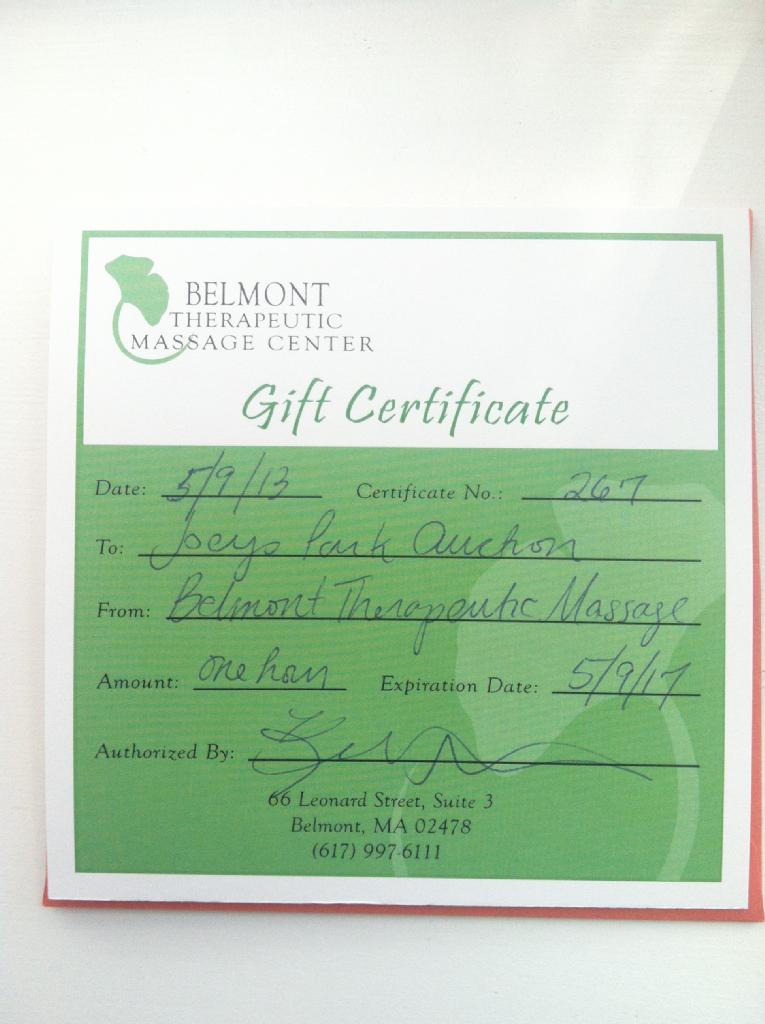 BELMONT
THERAPEUTIC
MASSAGE CENTER
Gift Certificate
Date: 5/9/13 Certificate No.: 267
To: Joeys Park Auction
From: Belmont Therapeutic Massage
Amount: one hour Expiration Date: 5/9/17
Authorized By:
66 Leonard Street, Suite 3
Belmont, MA 02478
(617) 997-6111